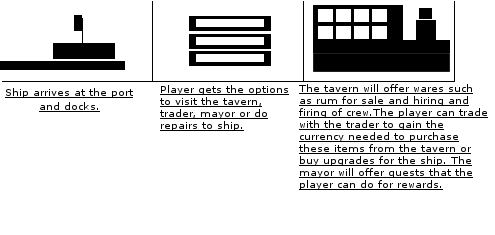 Ship arrives at the port
and docks.
Player gets the options
to visit the tavern,
trader, mayor or do
repairs to ship.
The tavern will offer wares such
as rum for sale and hiring and
firing of crew.The player can trade
with the trader to gain the
currency needed to purchase
these items from the tavern or
buy upgrades for the ship. The
mayor will offer quests that the
player can do for rewards.